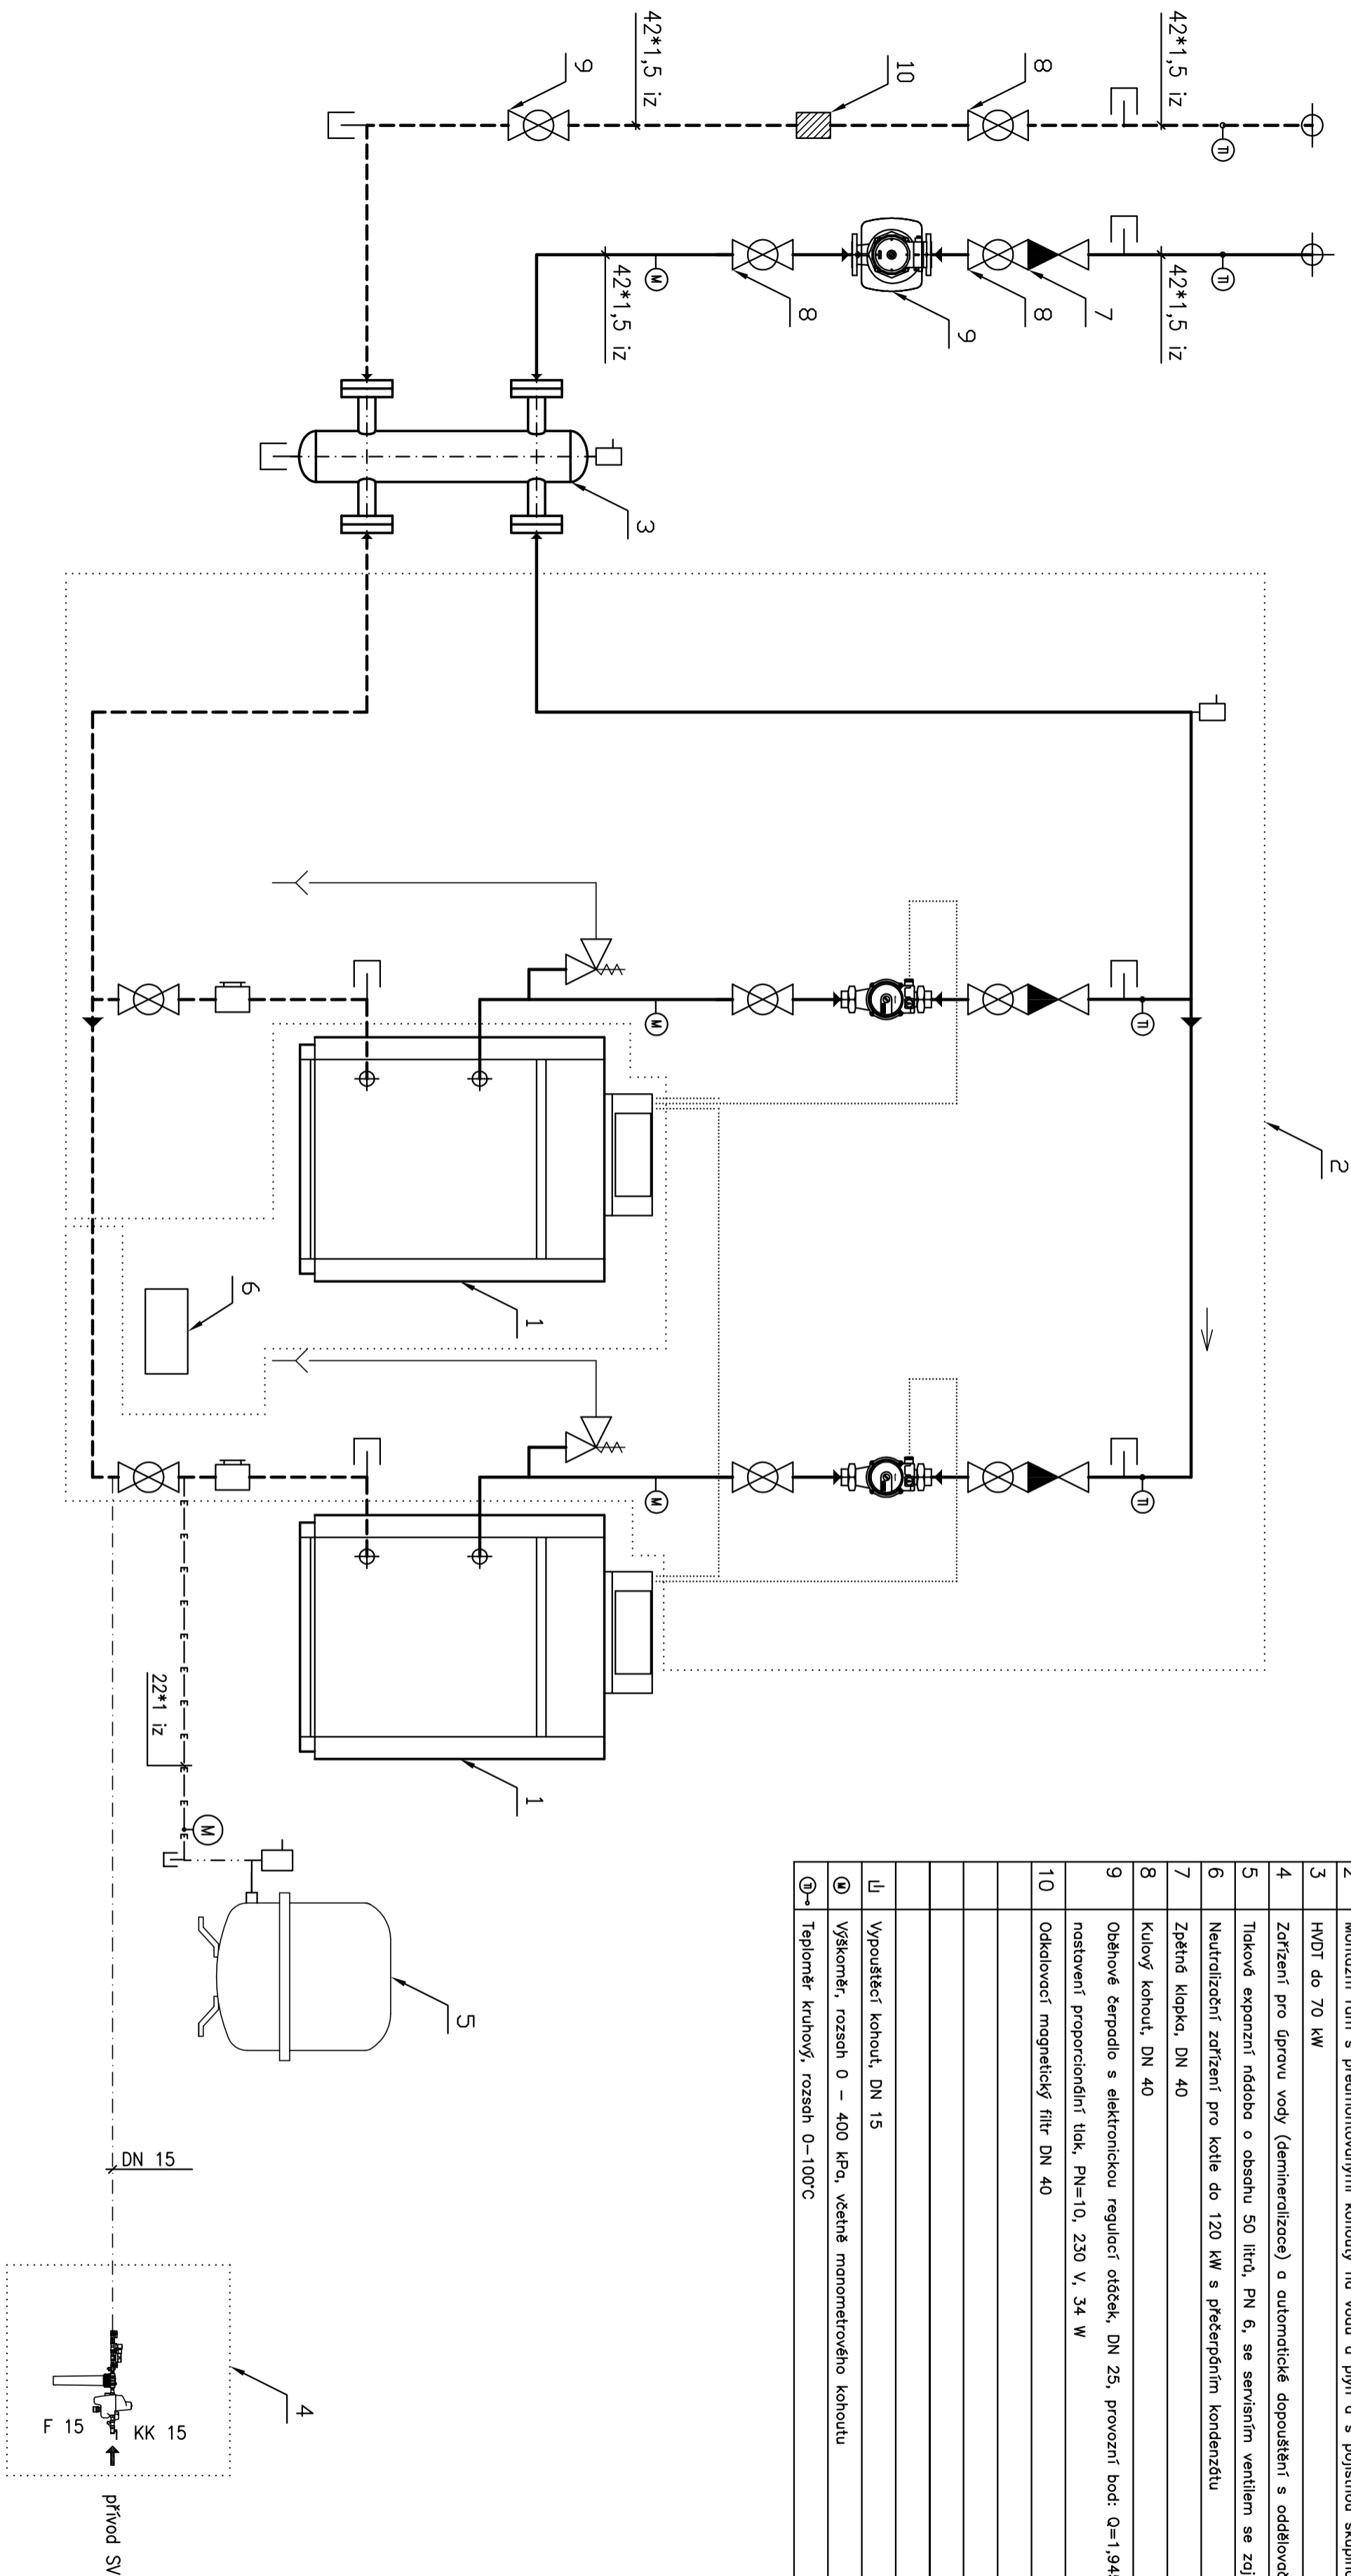 42*1,5 iz
42*1,5 iz
42*1,5 iz
42*1,5 iz
9
10
8
TI
TI
M
8
9
8
7
3
2
TI
TI
M
M
1
1
6
22*1 iz
M
5
DN 15
4
F 15
KK 15
přívod SV
3 HVDT do 70 kW
4 Zařízení pro úpravu vody (demineralizace) a automatické dopouštění s
5 Tlaková expanzní nádoba o obsahu 50 litrů, PN 6, se servisním ventilem se
6 Neutralizační zařízení pro kotle do 120 kW s přečerpáním kondenzátu
7 Zpětná klapka, DN 40
8 Kulový kohout, DN 40
9 Oběhové čerpadlo s elektronickou regulací otáček, DN 25, provozní bod:
nastavení proporcionální tlak, PN=10, 230 V, 34 W
10 Odkalovací magnetický filtr DN 40
Vypouštěcí kohout, DN 15
M Výškoměr, rozsah 0 - 400 kPa, včetně manometrového kohoutu
TI Teploměr kruhový, rozsah 0-100°C